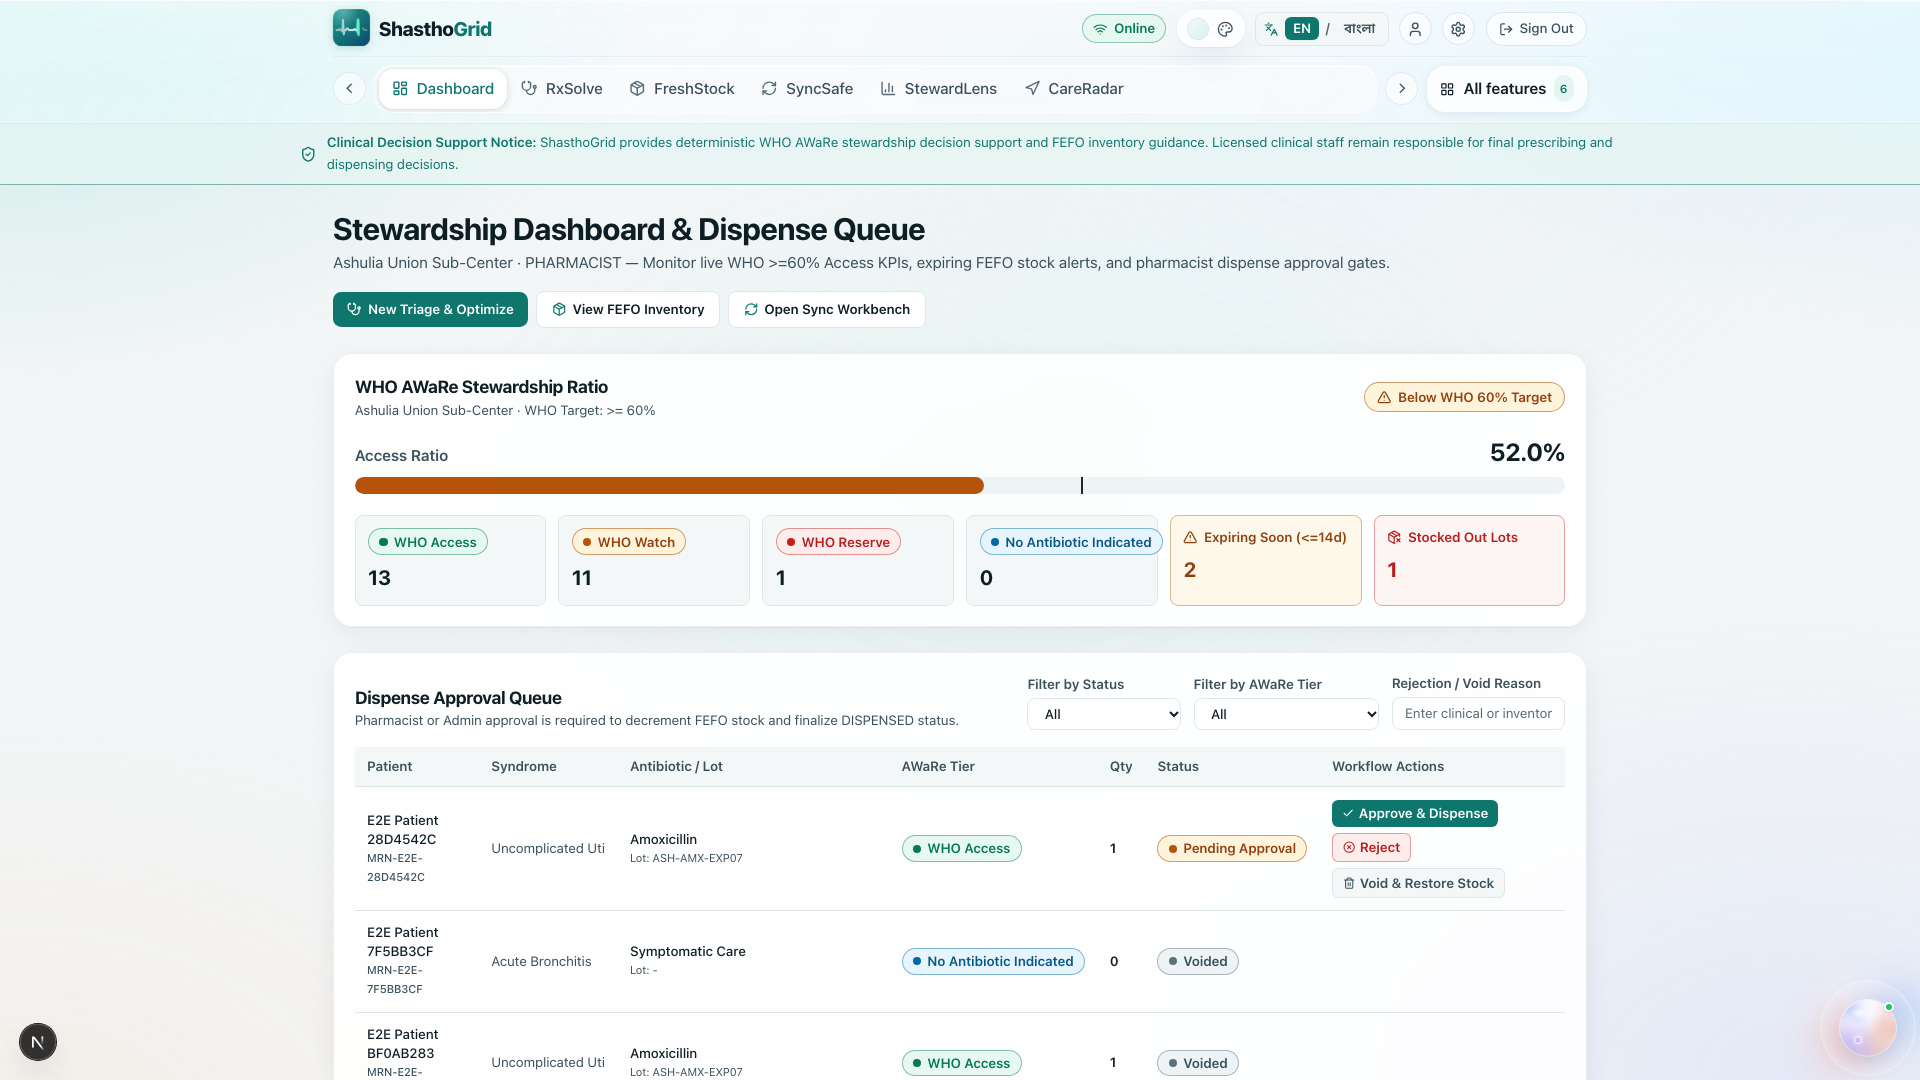 ShasthoGrid
Online
EN / বাংলা
Sign Out
Dashboard
RxSolve
FreshStock
SyncSafe
StewardLens
CareRadar
All features 6
Clinical Decision Support Notice: ShasthoGrid provides deterministic WHO AWaRe stewardship decision support and FEFO inventory guidance. Licensed clinical staff remain responsible for final prescribing and
dispensing decisions.
Stewardship Dashboard & Dispense Queue
Ashulia Union Sub-Center · PHARMACIST — Monitor live WHO >=60% Access KPIs, expiring FEFO stock alerts, and pharmacist dispense approval gates.
New Triage & Optimize
View FEFO Inventory
Open Sync Workbench
WHO AWaRe Stewardship Ratio
Ashulia Union Sub-Center · WHO Target: >= 60%
Below WHO 60% Target
Access Ratio
52.0%
WHO Access
13
WHO Watch
11
WHO Reserve
1
No Antibiotic Indicated
0
Expiring Soon (<=14d)
2
Stocked Out Lots
1
Dispense Approval Queue
Pharmacist or Admin approval is required to decrement FEFO stock and finalize DISPENSED status.
Filter by Status
All
Filter by AWaRe Tier
All
Rejection / Void Reason
Enter clinical or inventor
Patient Syndrome Antibiotic / Lot AWaRe Tier Qty Status Workflow Actions
E2E Patient
28D4542C
MRN-E2E-
28D4542C
Uncomplicated Uti
Amoxicillin
Lot: ASH-AMX-EXP07
WHO Access
1
Pending Approval
Approve & Dispense
Reject
Void & Restore Stock
E2E Patient
7F5BB3CF
MRN-E2E-
7F5BB3CF
Acute Bronchitis
Symptomatic Care
Lot: -
No Antibiotic Indicated
0
Voided
E2E Patient
BF0AB283
MRN-E2E-
Uncomplicated Uti
Amoxicillin
Lot: ASH-AMX-EXP07
WHO Access
1
Voided
N